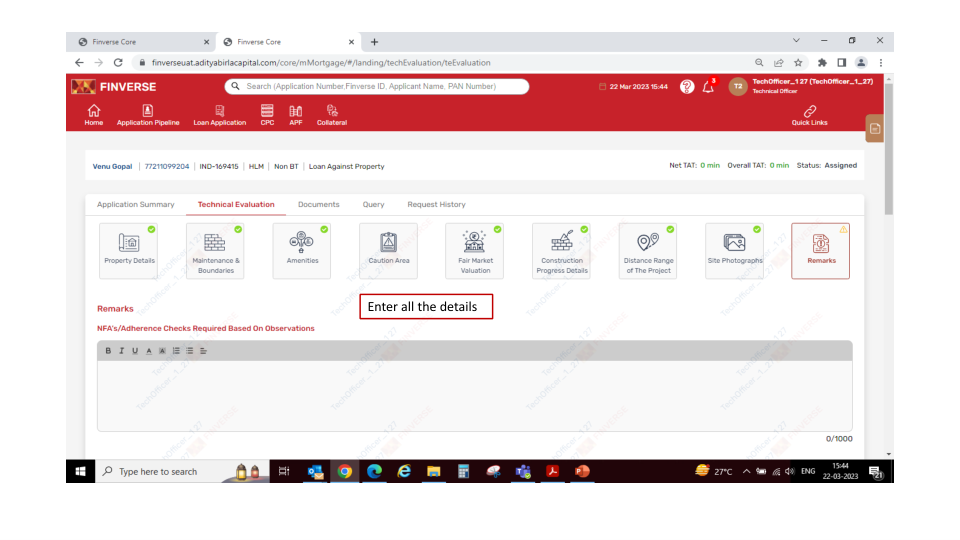 Finverse Core
Finverse Core
finverseuat.adityabirlacapital.com/core/mMortgage/#/landing/techEvaluation/teEvaluation
FINVERSE
Search (Application Number,Finverse ID, Applicant Name, PAN Number)
22 Mar 2023 15:44
3
T2
TechOfficer_1 27 (TechOfficer_1_27)
Technical Officer
Home Application Pipeline Loan Application CPC APF Collateral
Quick Links
Venu Gopal | 77211099204 | IND-169415 | HLM | Non BT | Loan Against Property
Net TAT: 0 min Overall TAT: 0 min Status: Assigned
Application Summary Technical Evaluation Documents Query Request History
Property Details
Maintenance &
Boundaries
Amenities
Caution Area
Fair Market
Valuation
Construction
Progress Details
Distance Range
of The Project
Site Photographs
Remarks
Remarks
Enter all the details
NFA's/Adherence Checks Required Based On Observations
B I U A
0/1000
Type here to search
27°C
ENG
15:44
22-03-2023
21